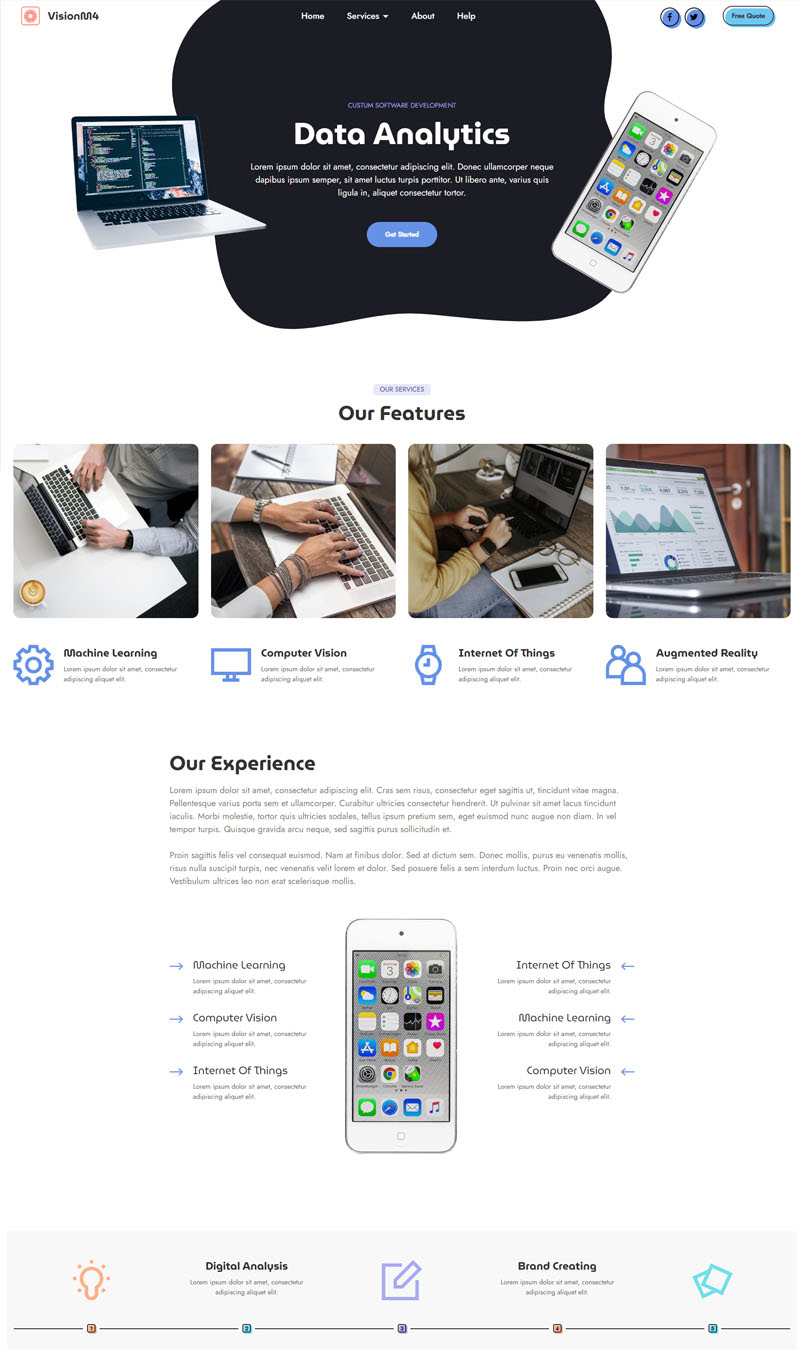 VisionM4
Home Services About Help
Free Quote
CUSTUM SOFTWARE DEVELOPMENT
Data Analytics
Lorem ipsum dolor sit amet, consectetur adipiscing elit. Donec ullamcorper neque
dapibus ipsum semper, sit amet luctus turpis porttitor. Ut libero ante, varius quis
ligula in, aliquet consectetur tortor.
Get Started
OUR SERVICES
Our Features
Machine Learning
Lorem ipsum dolor sit amet, consectetur
adipiscing aliquet elit.
Computer Vision
Lorem ipsum dolor sit amet, consectetur
adipiscing aliquet elit.
Internet Of Things
Lorem ipsum dolor sit amet, consectetur
adipiscing aliquet elit.
Augmented Reality
Lorem ipsum dolor sit amet, consectetur
adipiscing aliquet elit.
Our Experience
Lorem ipsum dolor sit amet, consectetur adipiscing elit. Cras sem risus, consectetur eget sagittis ut, tincidunt vitae magna.
Pellentesque varius porta sem et ullamcorper. Curabitur ultricies consectetur hendrerit. Ut pulvinar sit amet lacus tincidunt
iaculis. Morbi molestie, tortor quis ultricies sodales, tellus ipsum pretium sem, eget euismod nunc augue non diam. In vel
tempor turpis. Quisque gravida arcu neque, sed sagittis purus sollicitudin et.
Proin sagittis felis vel consequat euismod. Nam at finibus dolor. Sed at dictum sem. Donec mollis, purus eu venenatis mollis,
risus nulla suscipit turpis, nec venenatis velit lorem et dolor. Sed posuere felis a sem interdum luctus. Proin nec orci augue.
Vestibulum ultrices leo non erat scelerisque mollis.
Machine Learning
Lorem ipsum dolor sit amet, consectetur
adipiscing aliquet elit.
Computer Vision
Lorem ipsum dolor sit amet, consectetur
adipiscing aliquet elit.
Internet Of Things
Lorem ipsum dolor sit amet, consectetur
adipiscing aliquet elit.
Internet Of Things
Lorem ipsum dolor sit amet, consectetur
adipiscing aliquet elit.
Machine Learning
Lorem ipsum dolor sit amet, consectetur
adipiscing aliquet elit.
Computer Vision
Lorem ipsum dolor sit amet, consectetur
adipiscing aliquet elit.
Digital Analysis
Lorem ipsum dolor sit amet, consectetur
adipiscing aliquet elit.
Brand Creating
Lorem ipsum dolor sit amet, consectetur
adipiscing aliquet elit.
1 2 3 4 5